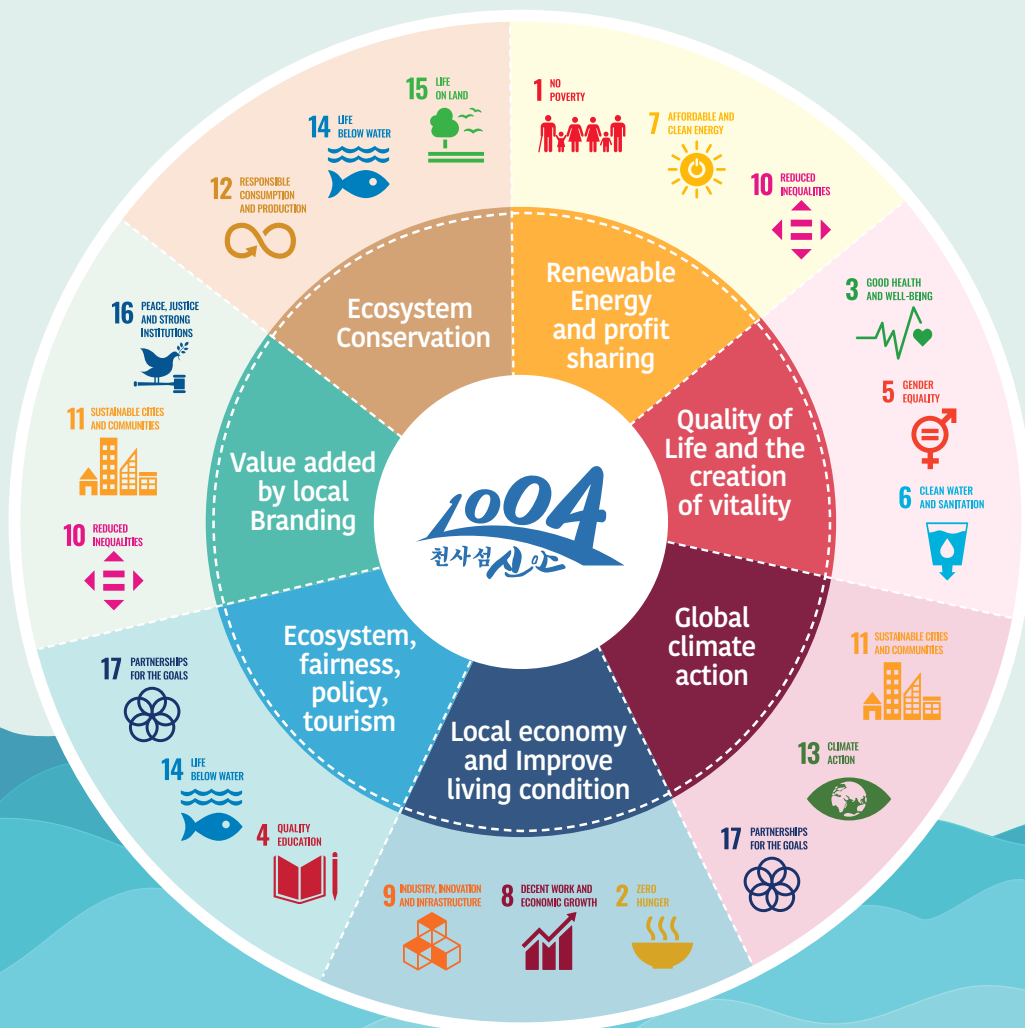 15 LIFE
ON LAND
14 LIFE
BELOW WATER
12 RESPONSIBLE
CONSUMPTION
AND PRODUCTION
Ecosystem
Conservation
1 NO
POVERTY
7 AFFORDABLE AND
CLEAN ENERGY
10 REDUCED
INEQUALITIES
Renewable
Energy
and profit
sharing
3 GOOD HEALTH
AND WELL-BEING
5 GENDER
EQUALITY
6 CLEAN WATER
AND SANITATION
Quality of
Life and the
creation
of vitality
11 SUSTAINABLE CITIES
AND COMMUNITIES
13 CLIMATE
ACTION
17 PARTNERSHIPS
FOR THE GOALS
Global
climate
action
Local economy
and Improve
living condition
9 INDUSTRY, INNOVATION
AND INFRASTRUCTURE
8 DECENT WORK AND
ECONOMIC GROWTH
2 ZERO
HUNGER
Ecosystem,
fairness,
policy,
tourism
17 PARTNERSHIPS
FOR THE GOALS
14 LIFE
BELOW WATER
4 QUALITY
EDUCATION
Value added
by local
Branding
16 PEACE, JUSTICE
AND STRONG
INSTITUTIONS
11 SUSTAINABLE CITIES
AND COMMUNITIES
10 REDUCED
INEQUALITIES
1004
천사섬 신안